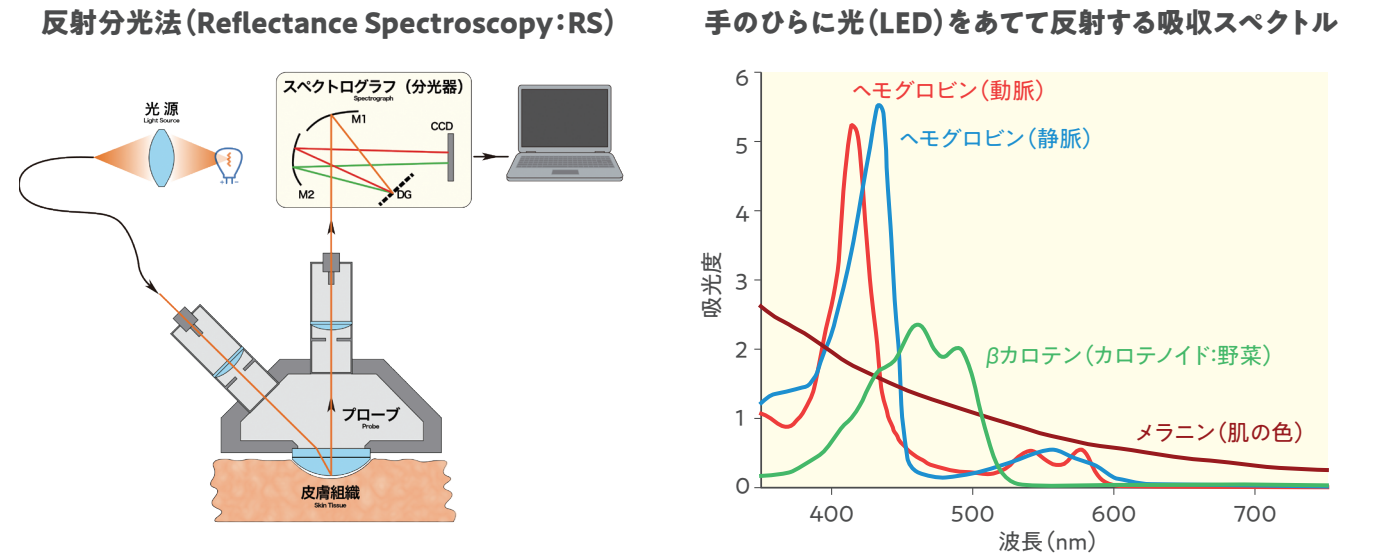 反射分光法(Reflectance Spectroscopy:RS)
光 源
Light Source
スペクトログラフ(分光器)
Spectrograph
M1
CCD
M2
DG
プローブ
Probe
皮膚組織
Skin Tissue
手のひらに光(LED)をあてて反射する吸収スペクトル
ヘモグロビン(動脈)
ヘモグロビン(静脈)
βカロテン(カロテノイド:野菜)
メラニン(肌の色)
吸光度
6
5
4
3
2
1
0
400 500 600 700
波長(nm)